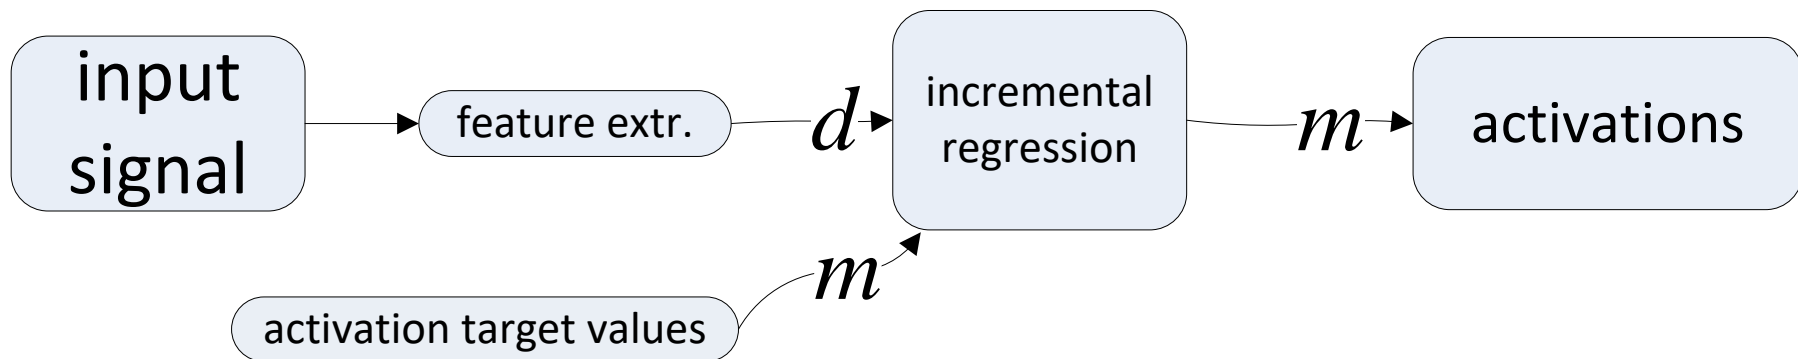 input
signal
feature extr.
d
incremental
regression
m
activations
m
activation target values